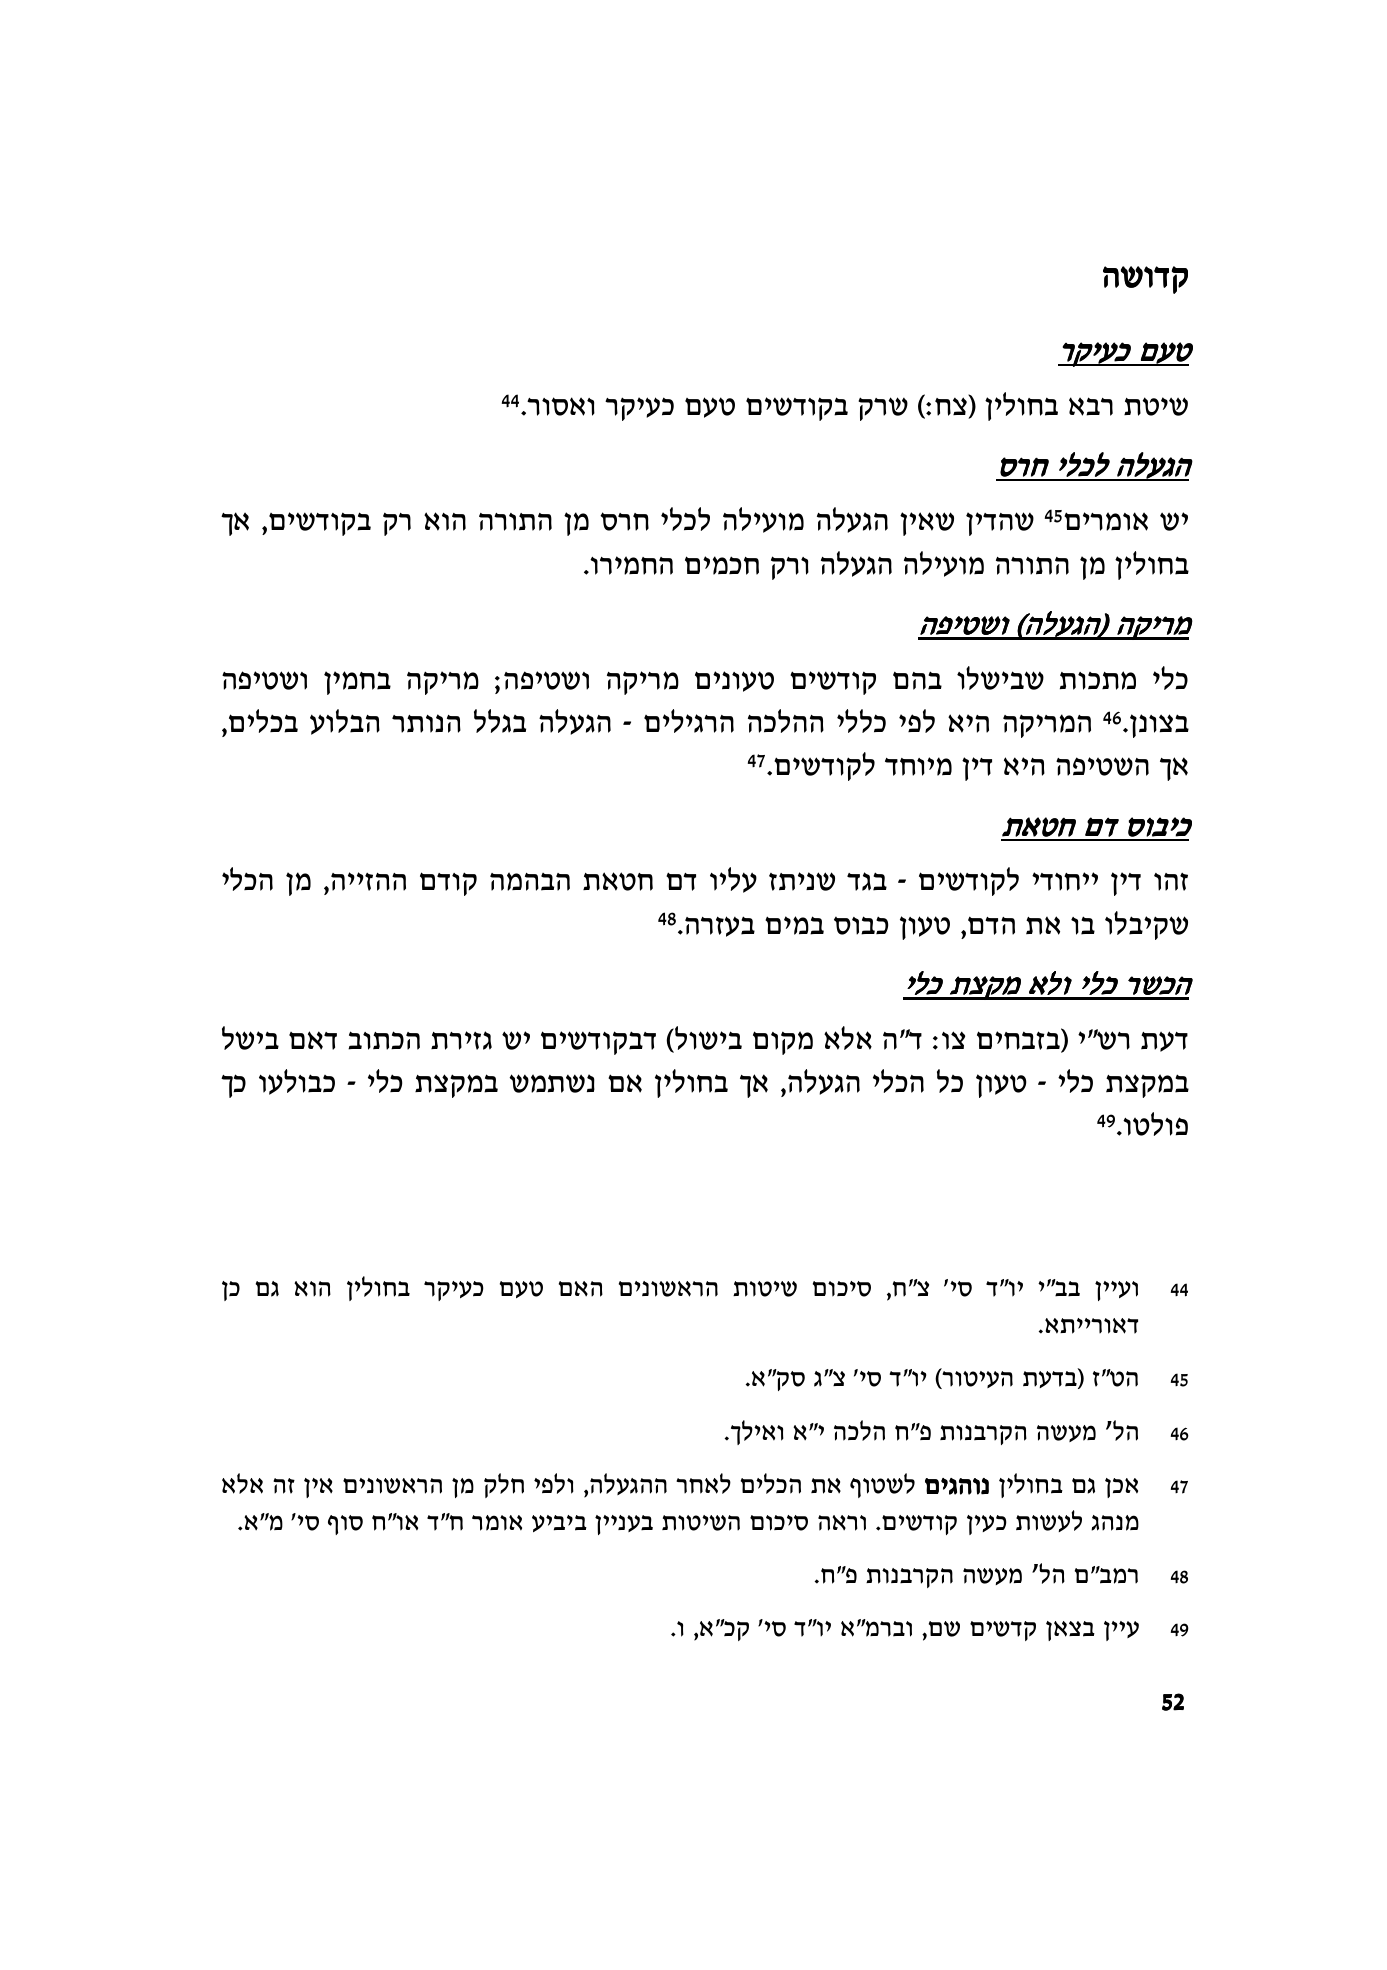 קדושה
טעם כעיקר
שיטת רבא בחולין (צח:) שרק בקודשים טעם כעיקר ואסור.44
הגעלה לכלי חרס
יש אומרים45 שהדין שאין הגעלה מועילה לכלי חרס מן התורה הוא רק בקודשים, אך
בחולין מן התורה מועילה הגעלה ורק חכמים החמירו.
מריקה (הגעלה) ושטיפה
כלי מתכות שבישלו בהם קודשים טעונים מריקה ושטיפה; מריקה בחמין ושטיפה
בצונן.46 המריקה היא לפי כללי ההלכה הרגילים - הגעלה בגלל הנותר הבלוע בכלים,
אך השטיפה היא דין מיוחד לקודשים.47
כיבוס דם חטאת
זהו דין ייחודי לקודשים - בגד שניתז עליו דם חטאת הבהמה קודם ההזייה, מן הכלי
שקיבלו בו את הדם, טעון כבוס במים בעזרה.48
הכשר כלי ולא מקצת כלי
דעת רש"י (בזבחים צו: ד"ה אלא מקום בישול) דבקודשים יש גזירת הכתוב דאם בישל
במקצת כלי - טעון כל הכלי הגעלה, אך בחולין אם נשתמש במקצת כלי - כבולעו כך
פולטו.49
44 ועיין בב"י יו"ד סי' צ"ח, סיכום שיטות הראשונים האם טעם כעיקר בחולין הוא גם כן
דאורייתא.
45 הט"ז (בדעת העיטור) יו"ד סי' צ"ג סק"א.
46 הל' מעשה הקרבנות פ"ח הלכה י"א ואילך.
47 אכן גם בחולין נוהגים לשטוף את הכלים לאחר ההגעלה, ולפי חלק מן הראשונים אין זה אלא
מנהג לעשות כעין קודשים. וראה סיכום השיטות בעניין ביביע אומר ח"ד או"ח סוף סי' מ"א.
48 רמב"ם הל' מעשה הקרבנות פ"ח.
49 עיין בצאן קדשים שם, וברמ"א יו"ד סי' קכ"א, ו.
52